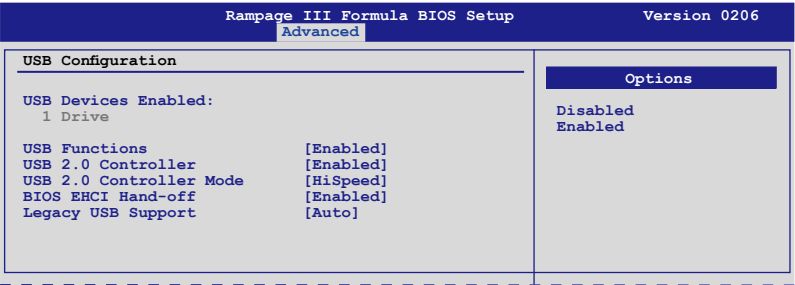 Rampage III Formula BIOS Setup Version 0206
Advanced
USB Configuration
USB Devices Enabled:
1 Drive
USB Functions [Enabled]
USB 2.0 Controller [Enabled]
USB 2.0 Controller Mode [HiSpeed]
BIOS EHCI Hand-off [Enabled]
Legacy USB Support [Auto]
Options
Disabled
Enabled